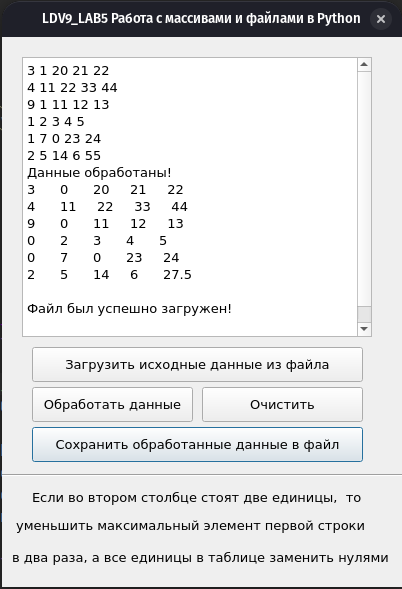 LDV9_LAB5 Работа с массивами и файлами в Python
3 1 20 21 22
4 11 22 33 44
9 1 11 12 13
1 2 3 4 5
1 7 0 23 24
2 5 14 6 55
Данные обработаны!
3 0 20 21 22
4 11 22 33 44
9 0 11 12 13
0 2 3 4 5
0 7 0 23 24
2 5 14 6 27.5
Файл был успешно загружен!
Загрузить исходные данные из файла
Обработать данные
Очистить
Сохранить обработанные данные в файл
Если во втором столбце стоят две единицы, то
уменьшить максимальный элемент первой строки
в два раза, а все единицы в таблице заменить нулями